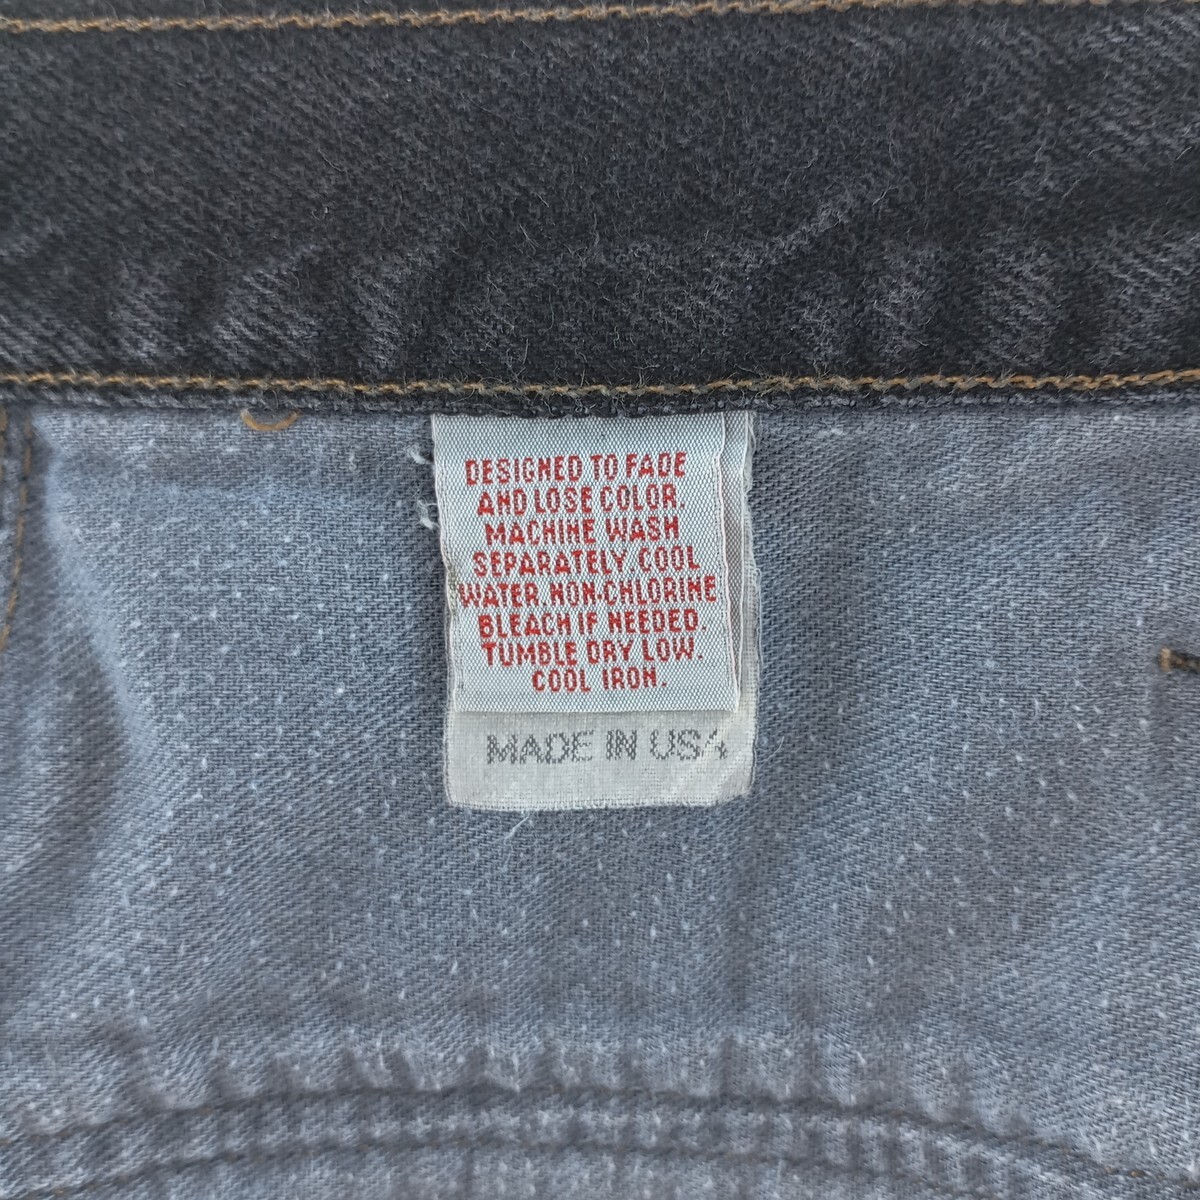 DESIGNED TO FADE
AND LOSE COLOR.
MACHINE WASH
SEPARATELY. COOL
WATER. NON-CHLORINE
BLEACH IF NEEDED.
TUMBLE DRY LOW.
COOL IRON.
MADE IN USA